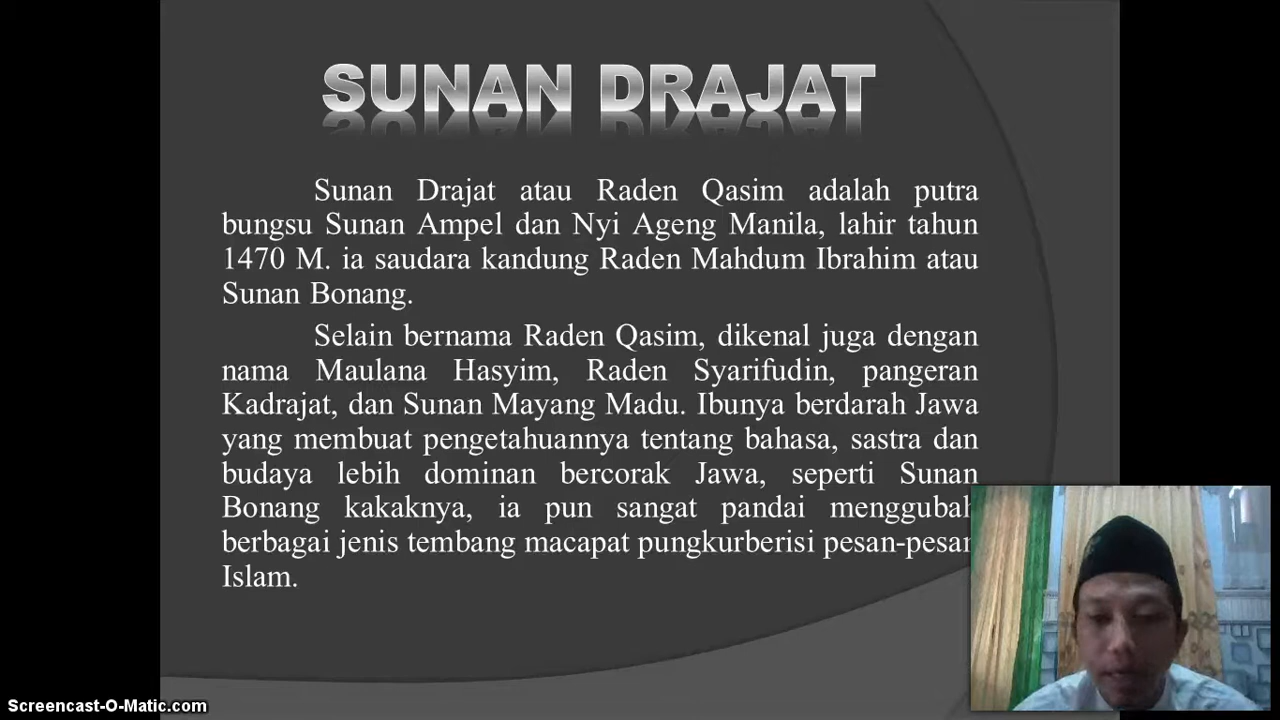 SUNAN DRAJAT
Sunan Drajat atau Raden Qasim adalah putra
bungsu Sunan Ampel dan Nyi Ageng Manila, lahir tahun
1470 M. ia saudara kandung Raden Mahdum Ibrahim atau
Sunan Bonang.
Selain bernama Raden Qasim, dikenal juga dengan
nama Maulana Hasyim, Raden Syarifudin, pangeran
Kadrajat, dan Sunan Mayang Madu. Ibunya berdarah Jawa
yang membuat pengetahuannya tentang bahasa, sastra dan
budaya lebih dominan bercorak Jawa, seperti Sunan
Bonang kakaknya, ia pun sangat pandai menggubah
berbagai jenis tembang macapat pungkurberisi pesan-pesan
Islam.
Screencast-O-Matic.com